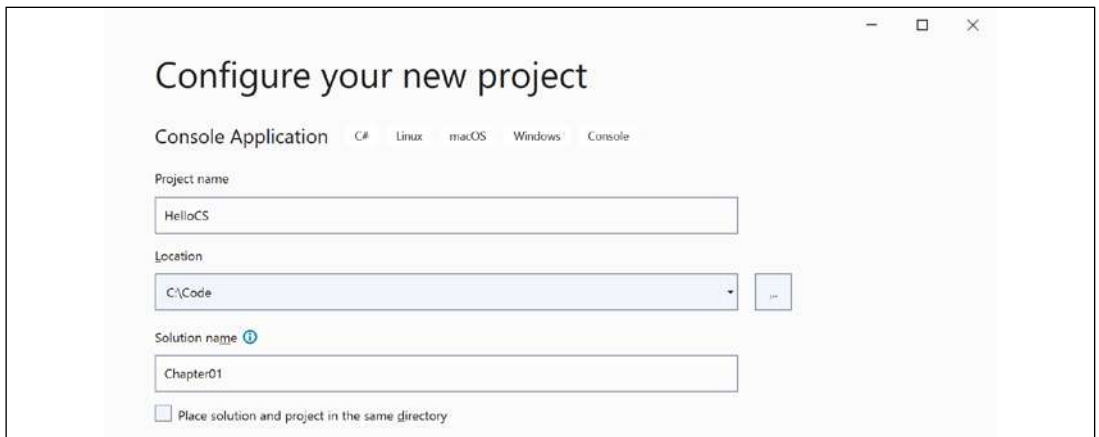 Configure your new project
Console Application C# Linux macOS Windows Console
Project name
HelloCS
Location
C:\Code
...
Solution name
Chapter01
Place solution and project in the same directory